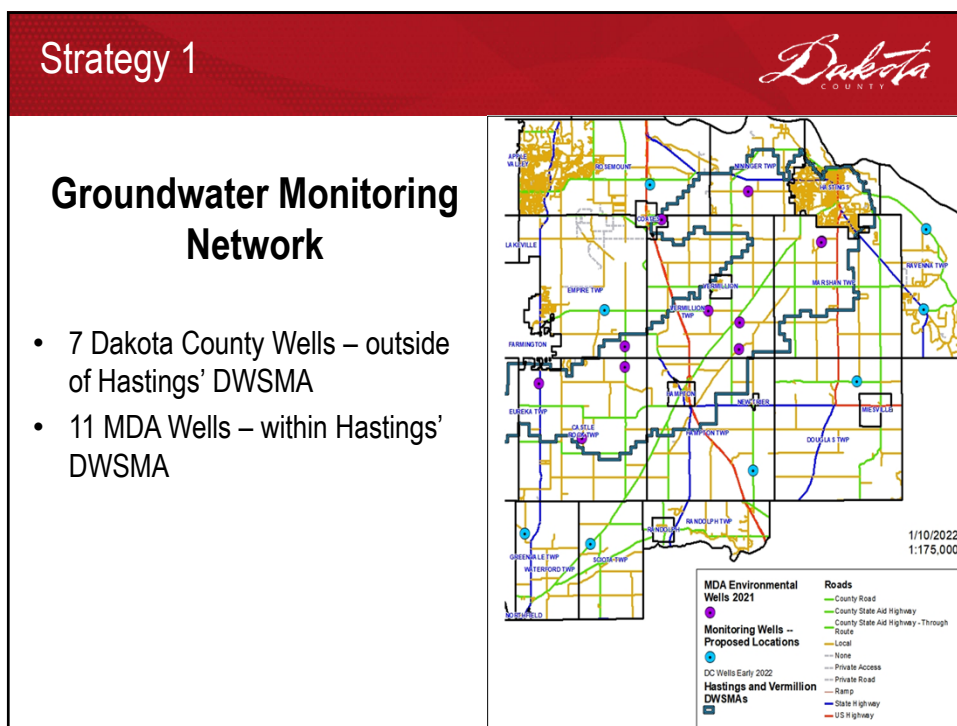 Strategy 1
Dakota
COUNTY
Groundwater Monitoring
Network
• 7 Dakota County Wells – outside
of Hastings' DWSMA
• 11 MDA Wells – within Hastings'
DWSMA
APPLE
VALLEY
ROSEMOUNT
NININGER TWP
HASTINGS
COATES
LAKEVILLE
RAVENNA TWP
EMPIRE TWP
VERMILLION
MARSHAN TWP
VERMILLION
TWP
FARMINGTON
HAMPTON
NEW TRIER
MIESVILLE
EUREKA TWP
CASTLE
ROCK TWP
HAMPTON TWP
DOUGLAS TWP
RANDOLPH
RANDOLPH TWP
GREENVALE TWP
WATERFORD TWP
SCIOTA TWP
NORTHFIELD
1/10/2022
1:175,000
MDA Environmental
Wells 2021
Monitoring Wells --
Proposed Locations
DC Wells Early 2022
Hastings and Vermillion
DWSMAs
Roads
County Road
County State Aid Highway
County State Aid Highway - Through
Route
Local
None
Private Access
Private Road
Ramp
State Highway
US Highway